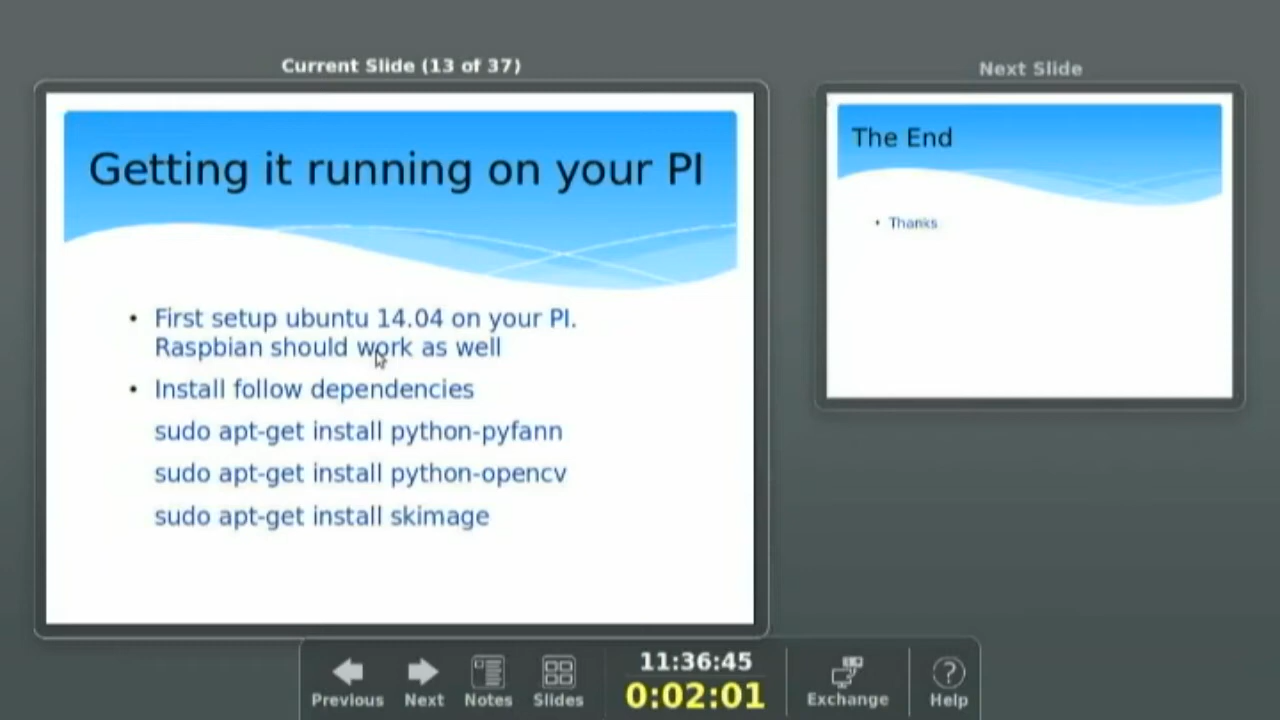 Current Slide (13 of 37)
Next Slide
Getting it running on your PI
First setup ubuntu 14.04 on your PI.
Raspbian should work as well
Install follow dependencies
sudo apt-get install python-pyfann
sudo apt-get install python-opencv
sudo apt-get install skimage
The End
Thanks
Previous
Next
Notes
Slides
11:36:45
0:02:01
Exchange
Help